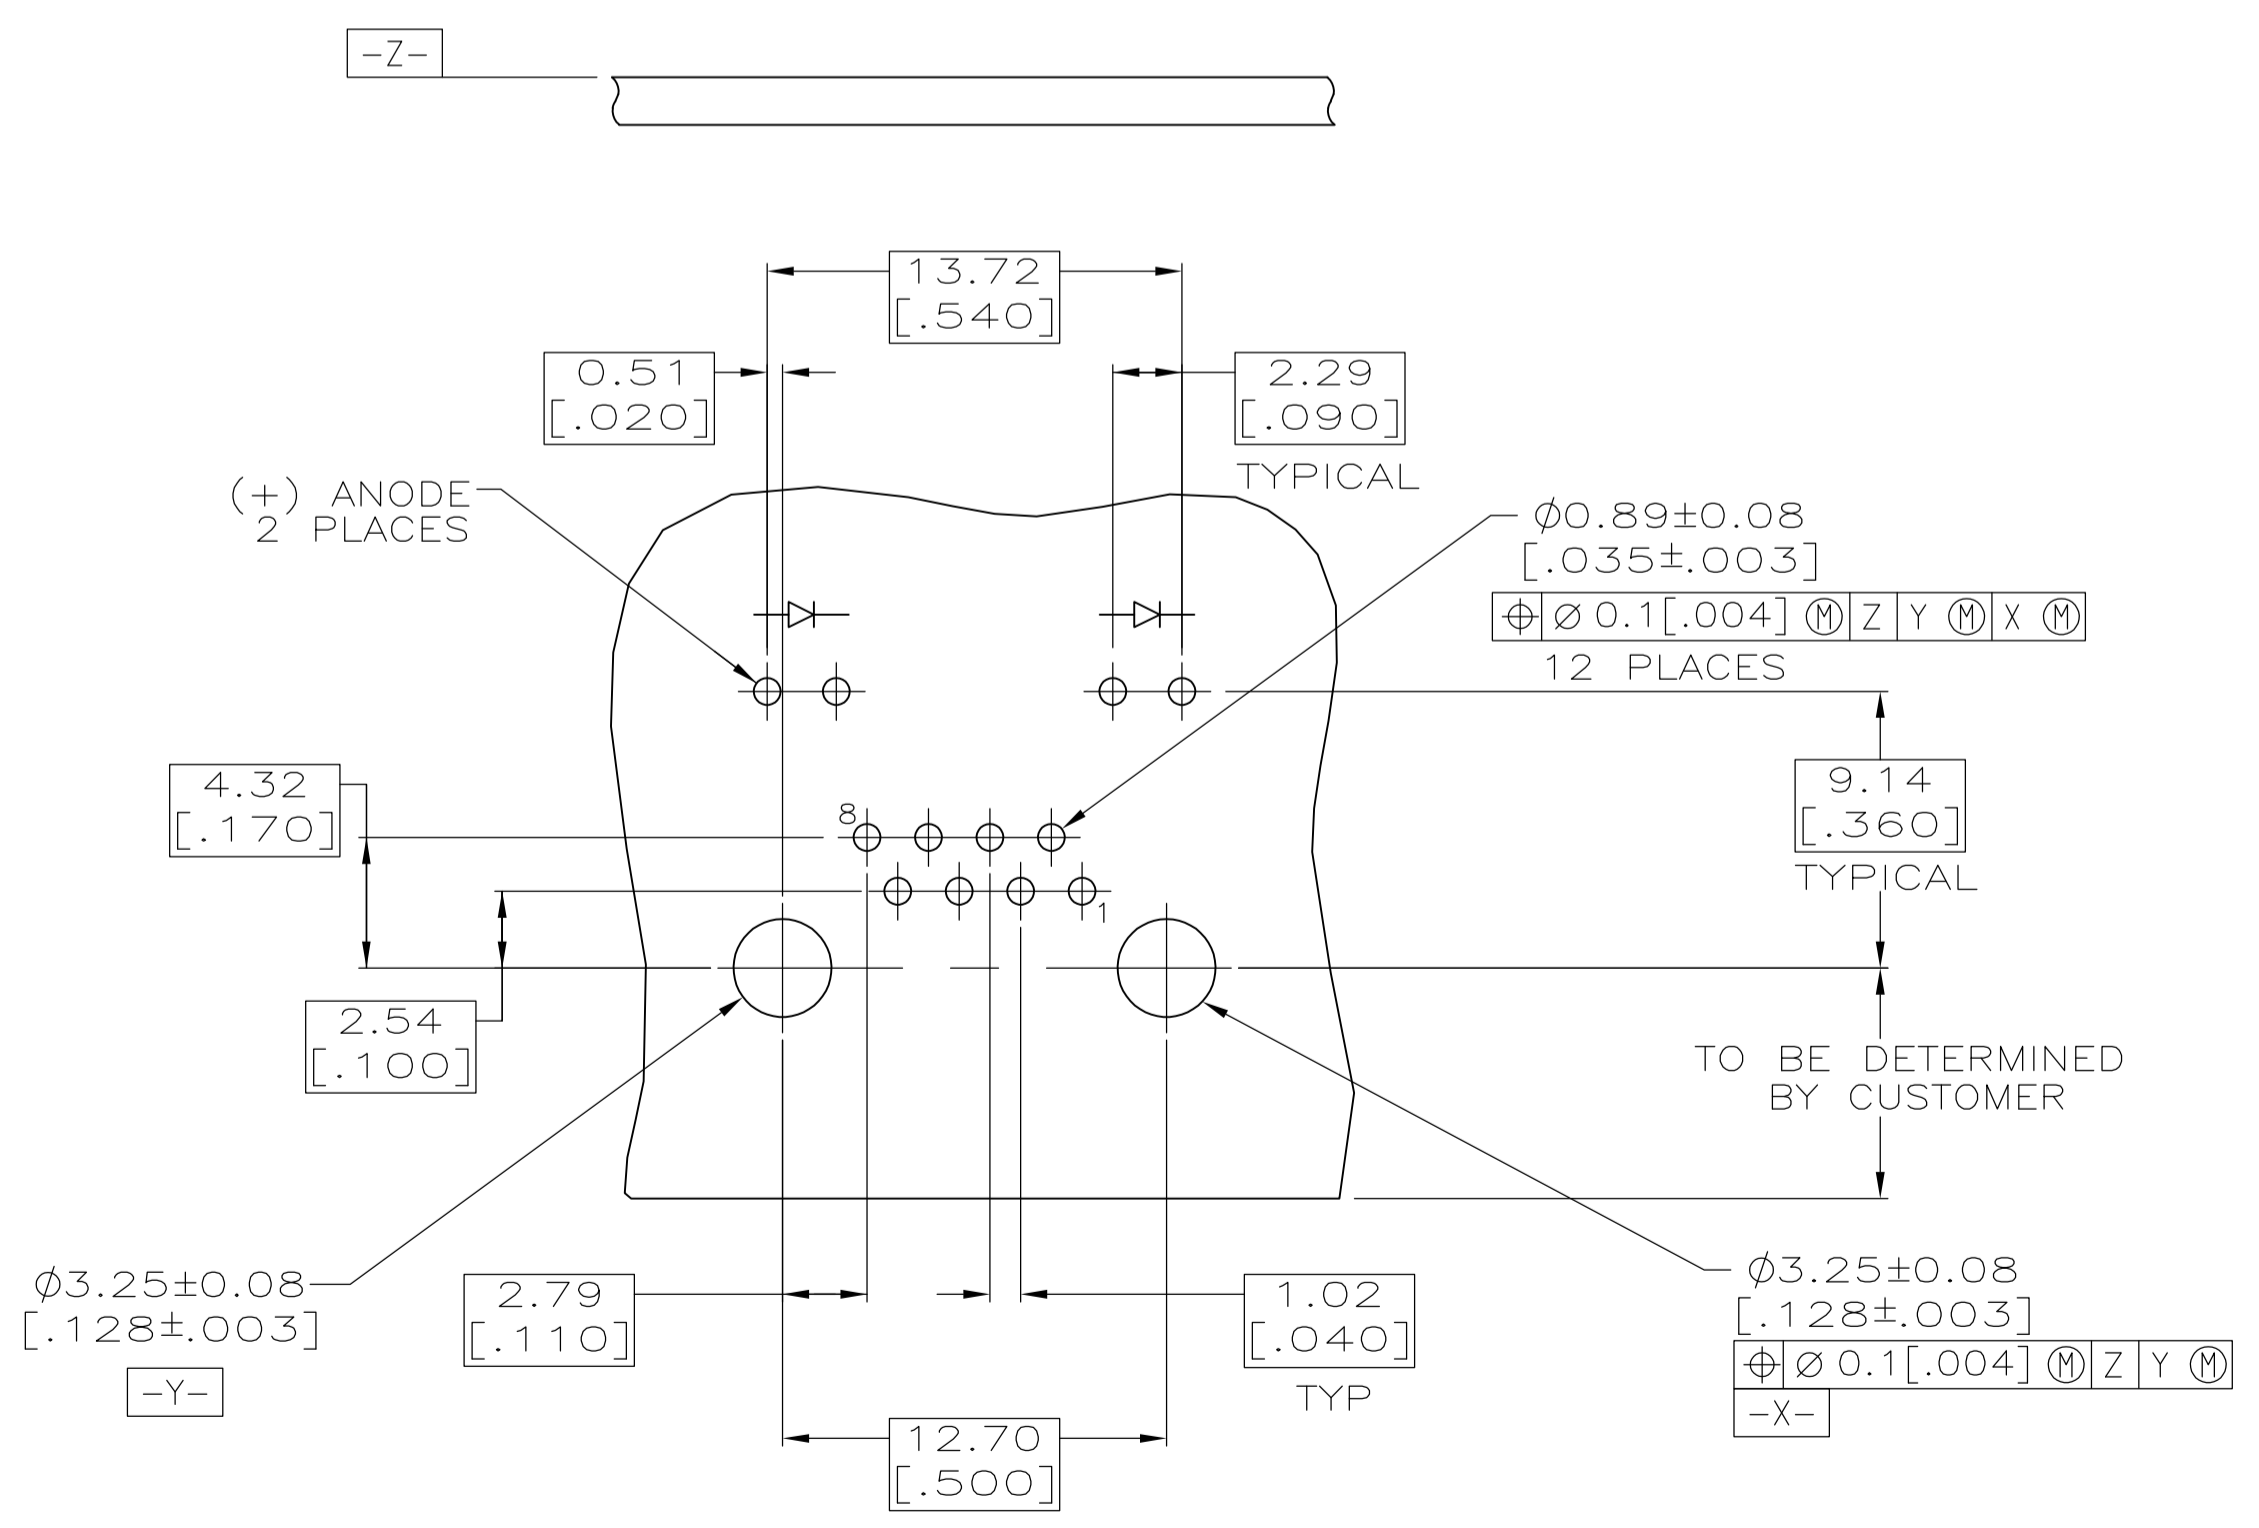 -Z-
13.72
[.540]
0.51
[.020]
2.29
[.090]
TYPICAL
(+) ANODE
2 PLACES
⌀0.89±0.08
[.035±.003]
⌖ ⌀ 0.1[.004] Ⓜ Z Y Ⓜ X Ⓜ
12 PLACES
4.32
[.170]
9.14
[.360]
TYPICAL
8
1
2.54
[.100]
TO BE DETERMINED
BY CUSTOMER
⌀3.25±0.08
[.128±.003]
-Y-
2.79
[.110]
1.02
[.040]
TYP
⌀3.25±0.08
[.128±.003]
⌖ ⌀ 0.1[.004] Ⓜ Z Y Ⓜ
-X-
12.70
[.500]